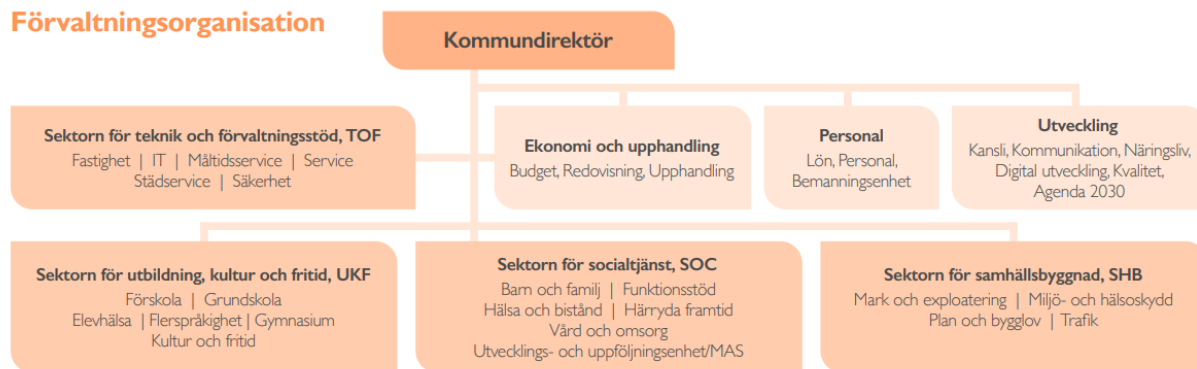 Förvaltningsorganisation
Kommundirektör
Sektorn för teknik och förvaltningsstöd, TOF
Fastighet | IT | Måltidsservice | Service
Städservice | Säkerhet
Ekonomi och upphandling
Budget, Redovisning, Upphandling
Personal
Lön, Personal,
Bemanningsenhet
Utveckling
Kansli, Kommunikation, Näringsliv,
Digital utveckling, Kvalitet,
Agenda 2030
Sektorn för utbildning, kultur och fritid, UKF
Förskola | Grundskola
Elevhälsa | Flerspråkighet | Gymnasium
Kultur och fritid
Sektorn för socialtjänst, SOC
Barn och familj | Funktionsstöd
Hälsa och bistånd | Härryda framtid
Vård och omsorg
Utvecklings- och uppföljningsenhet/MAS
Sektorn för samhällsbyggnad, SHB
Mark och exploatering | Miljö- och hälsoskydd
Plan och bygglov | Trafik